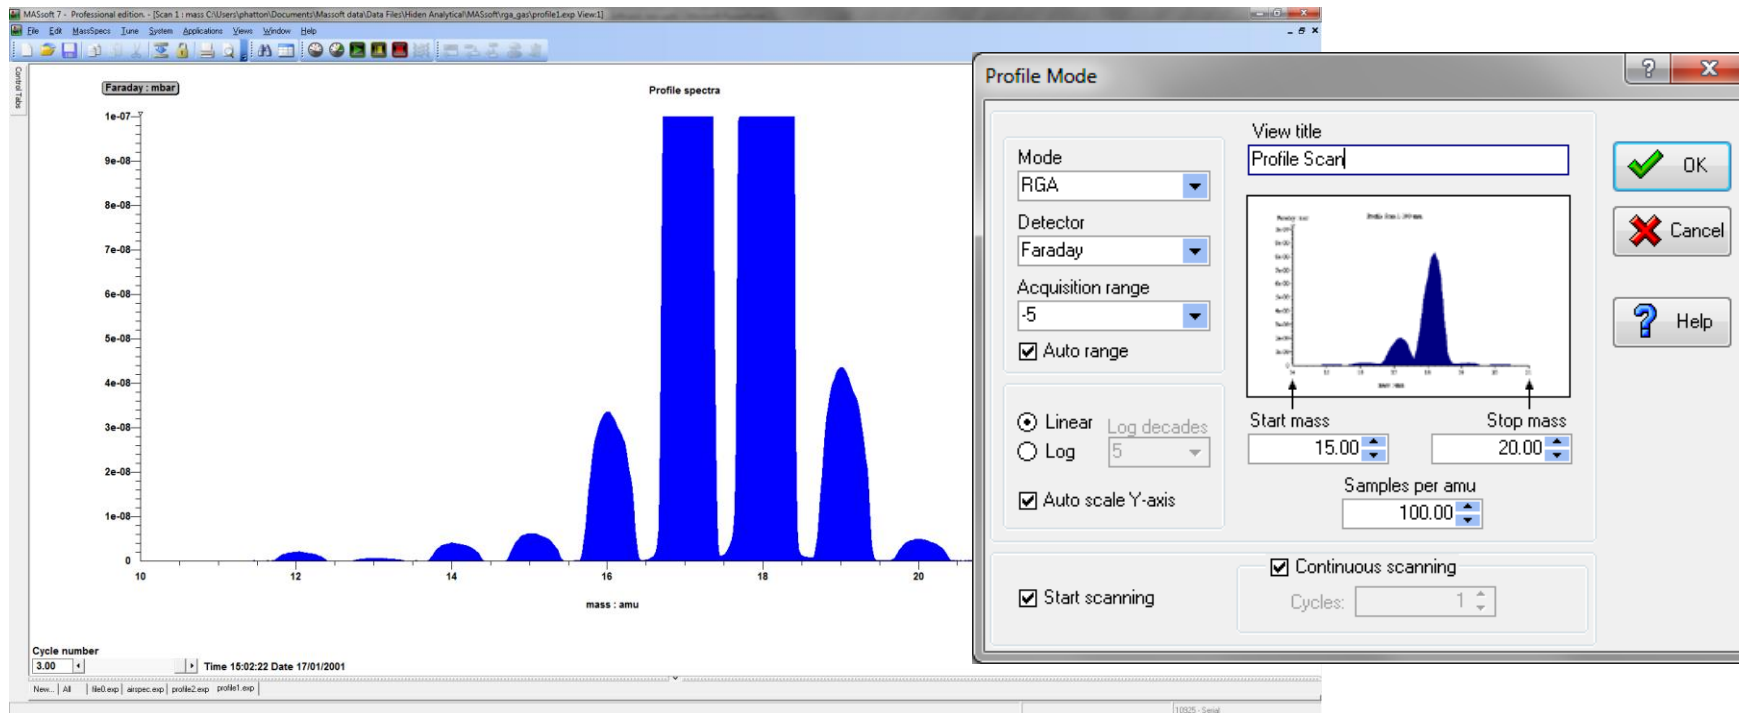 MASsoft 7 - Professional edition. - [Scan 1 : mass C:\Users\phatton\Documents\Massoft data\Data Files\Hiden Analytical\MASsoft\rga_gas\profile1.exp View:1]
File Edit MassSpecs Tune System Applications Views Window Help
Control Tabs
Faraday : mbar
Profile spectra
1e-07
9e-08
8e-08
7e-08
6e-08
5e-08
4e-08
3e-08
2e-08
1e-08
0
10 12 14 16 18 20
mass : amu
Cycle number
3.00 Time 15:02:22 Date 17/01/2001
New... All file0.exp airspec.exp profile2.exp profile1.exp
10925 - Serial
Profile Mode
Mode
RGA
Detector
Faraday
Acquisition range
-5
Auto range
Linear
Log
Log decades
5
Auto scale Y-axis
View title
Profile Scan
Start mass
15.00
Stop mass
20.00
Samples per amu
100.00
Start scanning
Continuous scanning
Cycles: 1
OK
Cancel
Help